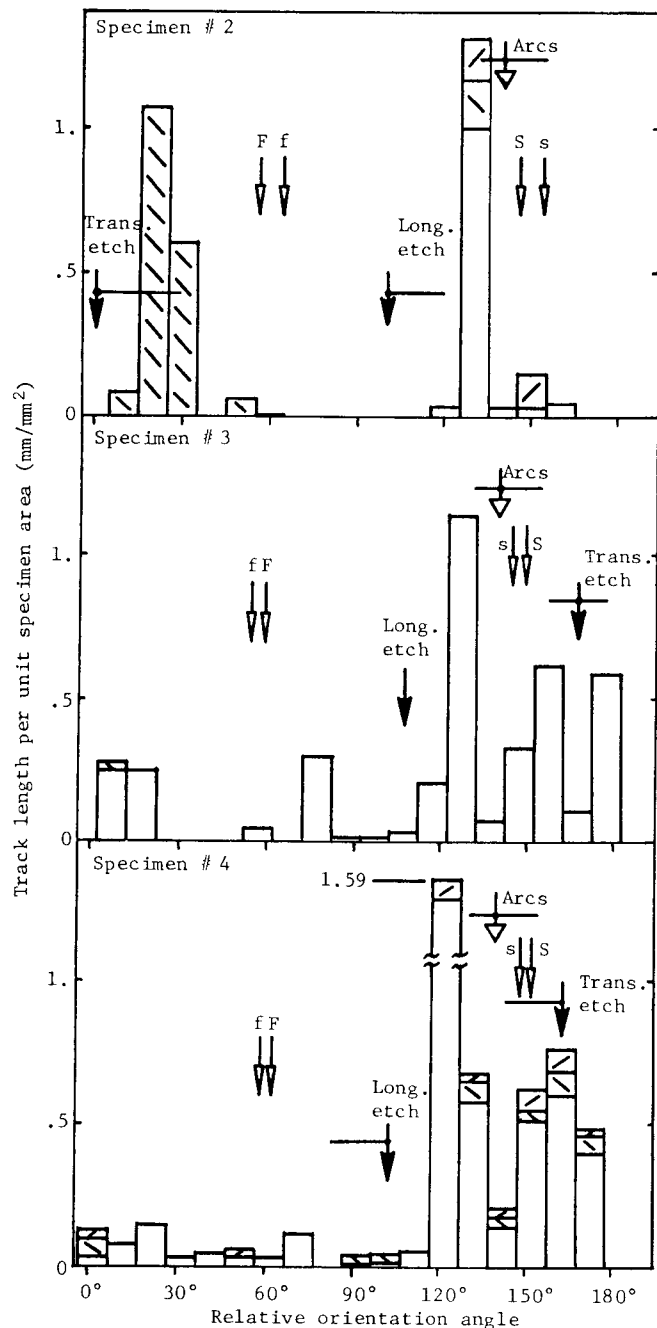 Specimen # 2
Arcs
1.
F f
S s
Trans.
etch
Long.
etch
.5
0
Specimen # 3
Arcs
s S
1.
Trans.
etch
f F
Long.
etch
.5
0
Track length per unit specimen area (mm/mm²)
Specimen # 4
1.59
Arcs
s S
1.
Trans.
etch
f F
Long.
etch
.5
0
0° 30° 60° 90° 120° 150° 180°
Relative orientation angle